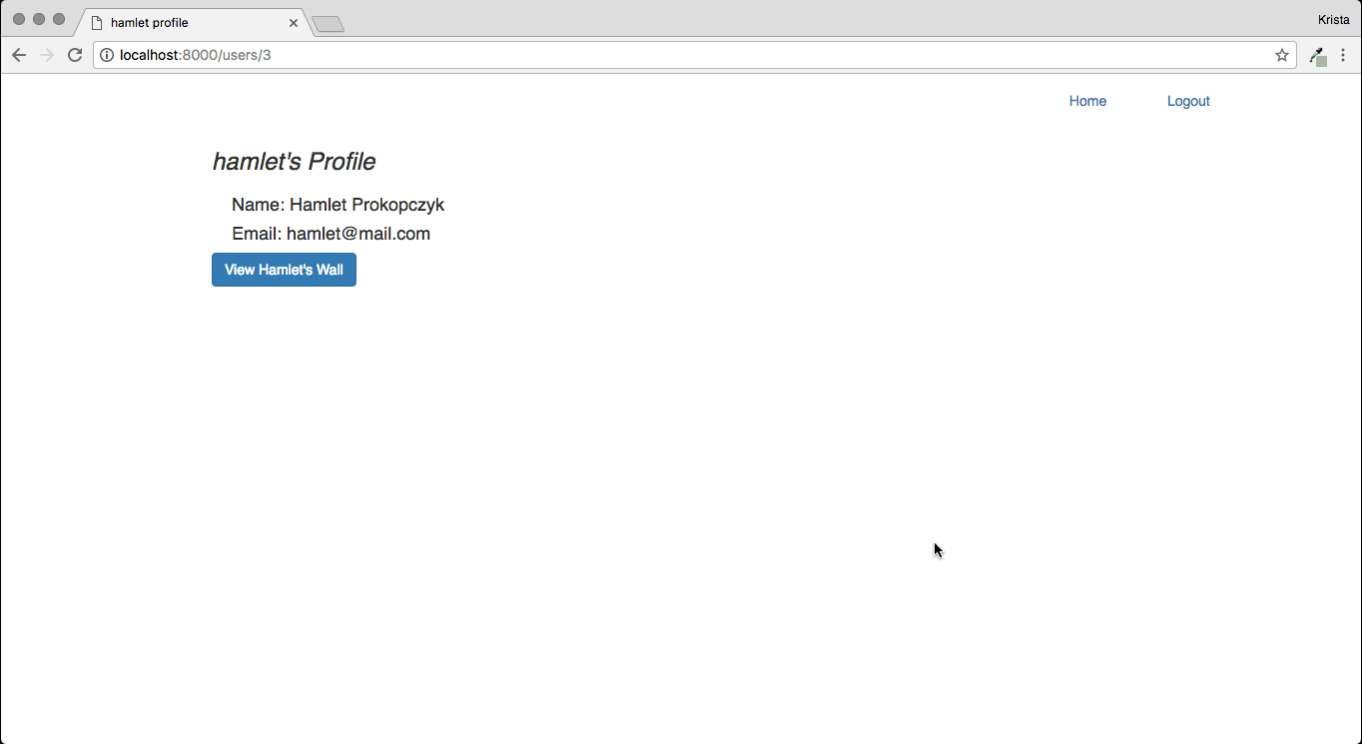 hamlet profile
Krista
localhost:8000/users/3
Home Logout
hamlet's Profile
Name: Hamlet Prokopczyk
Email: hamlet@mail.com
View Hamlet's Wall